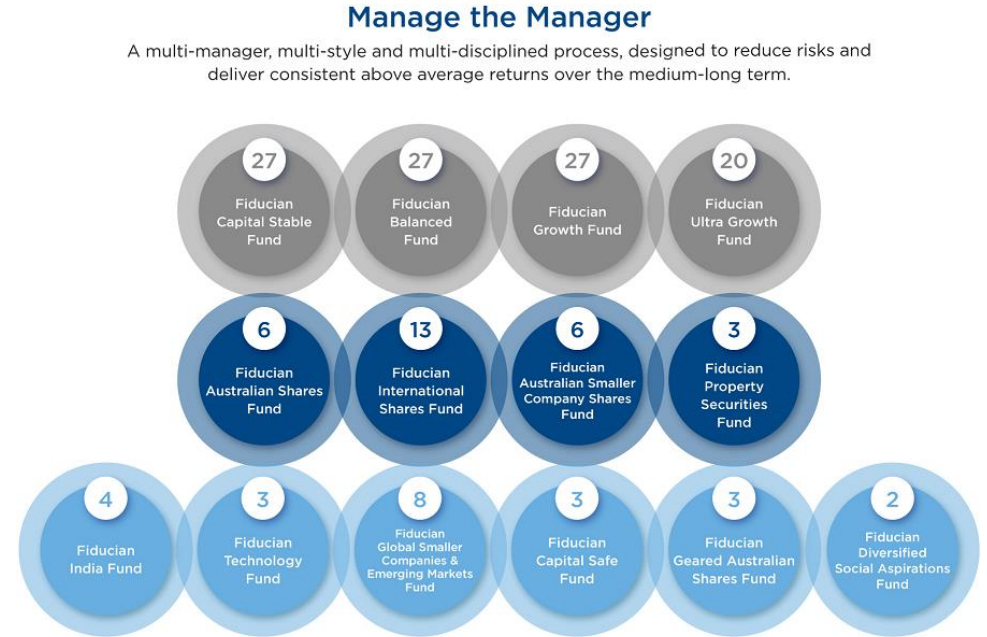 Manage the Manager
A multi-manager, multi-style and multi-disciplined process, designed to reduce risks and
deliver consistent above average returns over the medium-long term.
27
Fiducian
Capital Stable
Fund
27
Fiducian
Balanced
Fund
27
Fiducian
Growth Fund
20
Fiducian
Ultra Growth
Fund
6
Fiducian
Australian Shares
Fund
13
Fiducian
International
Shares Fund
6
Fiducian
Australian Smaller
Company Shares
Fund
3
Fiducian
Property
Securities
Fund
4
Fiducian
India Fund
3
Fiducian
Technology
Fund
8
Fiducian
Global Smaller
Companies &
Emerging Markets
Fund
3
Fiducian
Capital Safe
Fund
3
Fiducian
Geared Australian
Shares Fund
2
Fiducian
Diversified
Social Aspirations
Fund